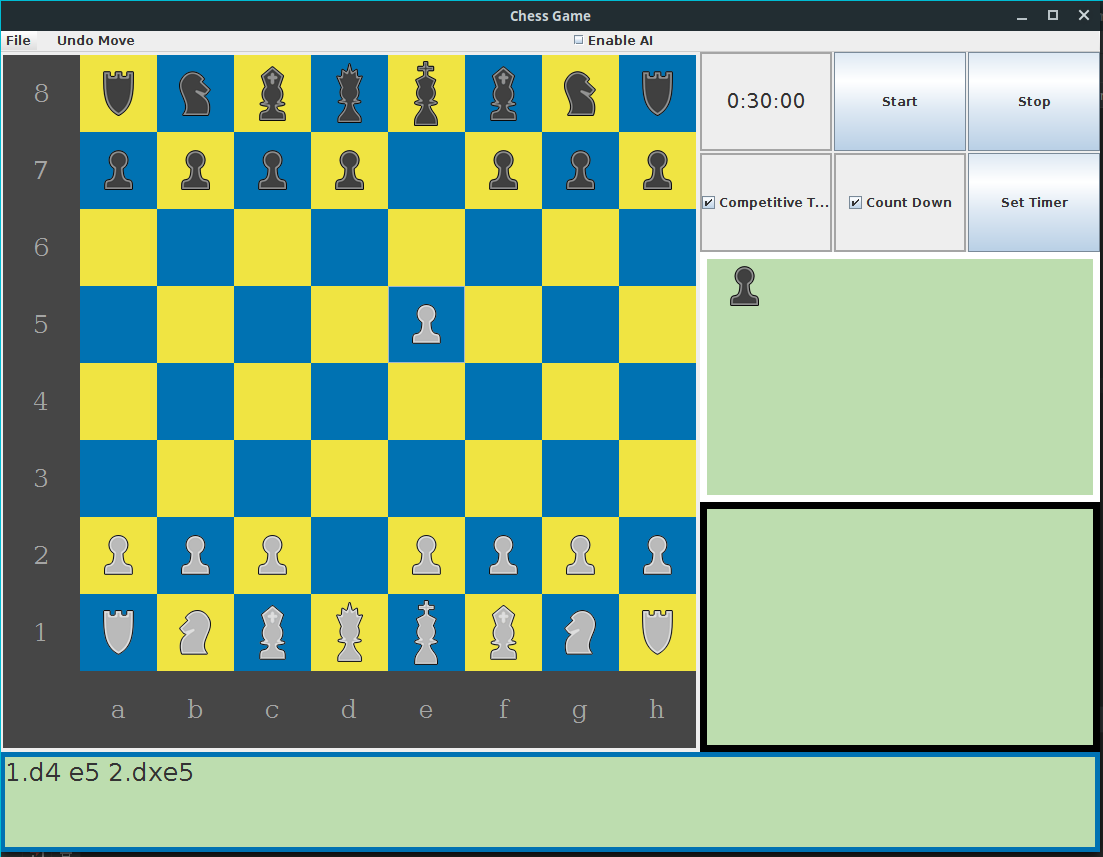 Chess Game
File Undo Move Enable AI
0:30:00 Start Stop
Competitive T... Count Down Set Timer
8
7
6
5
4
3
2
1
a b c d e f g h
1.d4 e5 2.dxe5